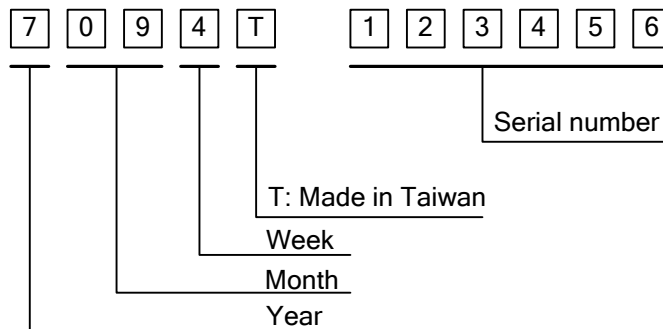 7 0 9 4 T 1 2 3 4 5 6
Serial number
T: Made in Taiwan
Week
Month
Year